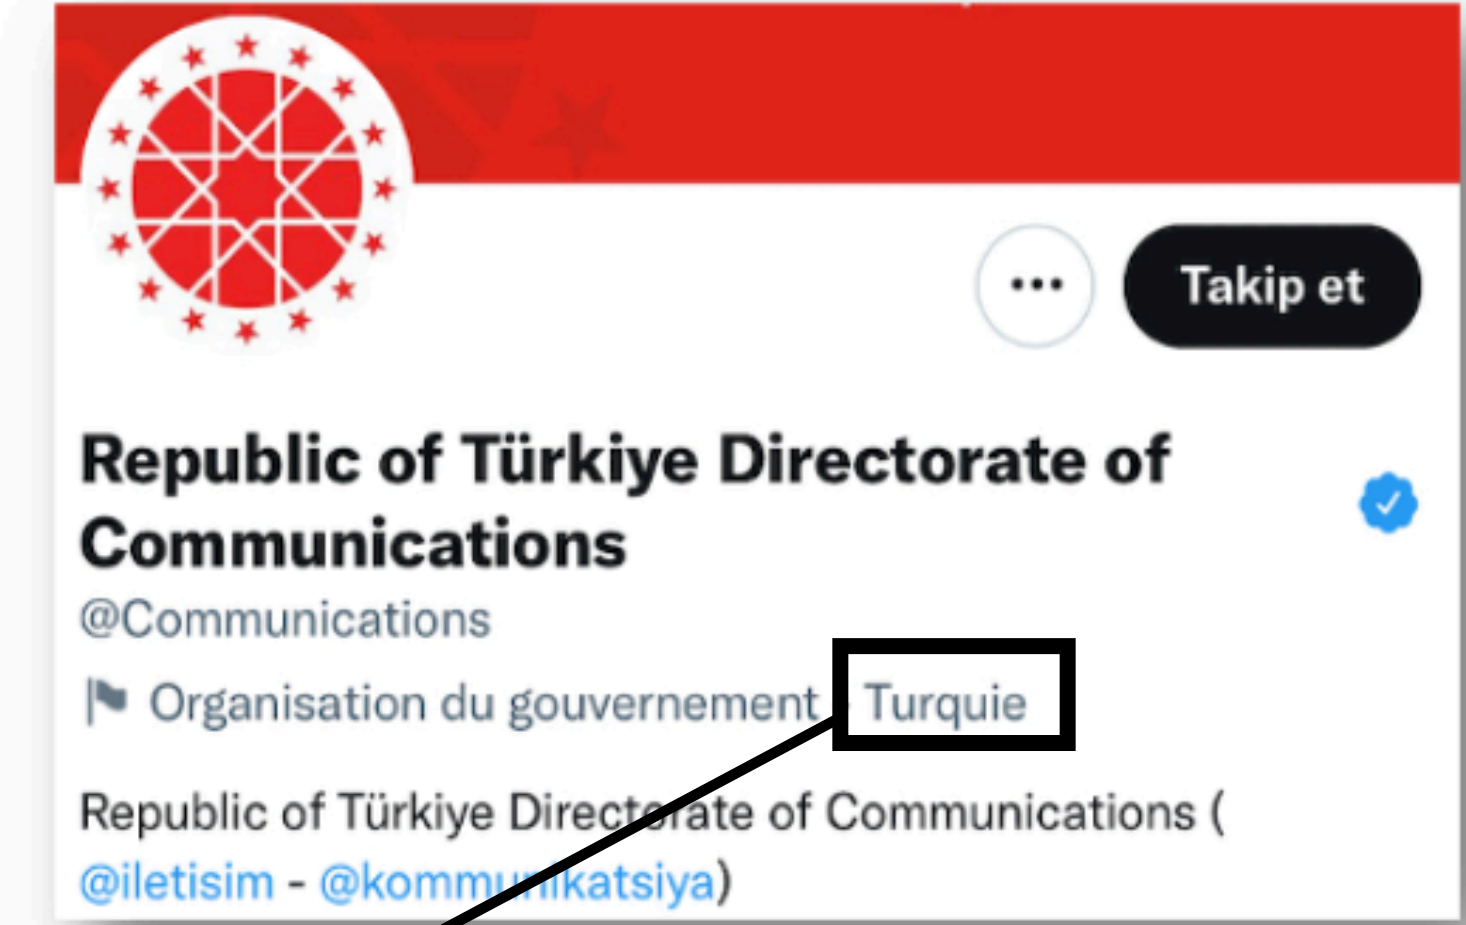 Takip et
Republic of Türkiye Directorate of
Communications
@Communications
Organisation du gouvernement Turquie
Republic of Türkiye Directorate of Communications (
@iletisim - @kommunikatsiya)